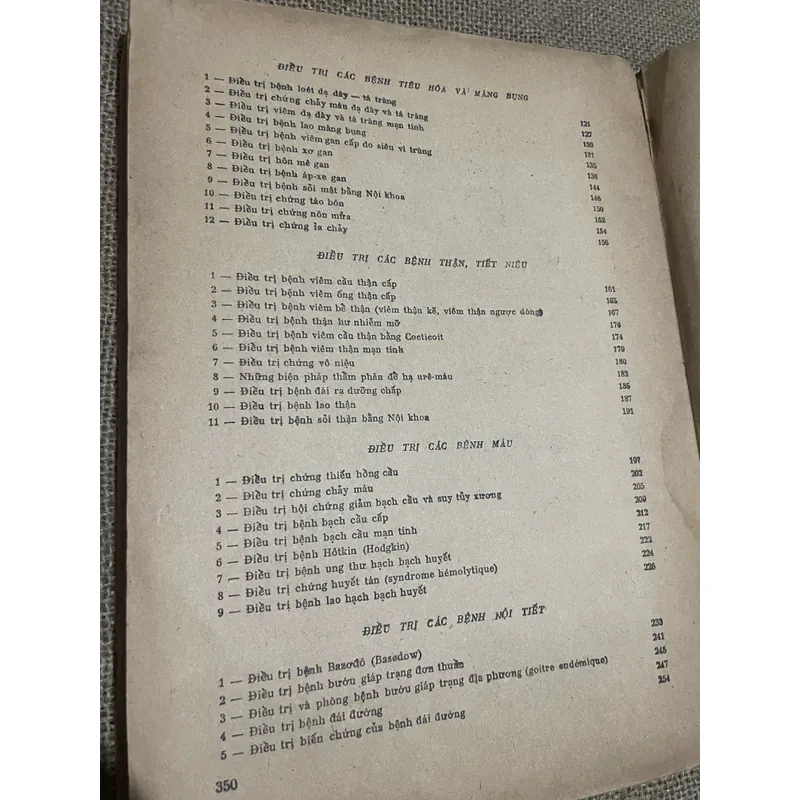 ĐIỀU TRỊ CÁC BỆNH TIÊU HÓA VÀ MÀNG BỤNG
1 — Điều trị bệnh loét dạ dày — tá tràng 121
2 — Điều trị chứng chảy máu dạ dày và tá tràng 127
3 — Điều trị viêm dạ dày và tá tràng mạn tính 130
4 — Điều trị bệnh lao màng bụng 131
5 — Điều trị bệnh viêm gan cấp do siêu vi trùng 135
6 — Điều trị bệnh xơ gan 138
7 — Điều trị hôn mê gan 144
8 — Điều trị bệnh áp-xe gan 146
9 — Điều trị bệnh sỏi mật bằng Nội khoa 150
10 — Điều trị chứng táo bón 152
11 — Điều trị chứng nôn mửa 154
12 — Điều trị chứng ỉa chảy 156
ĐIỀU TRỊ CÁC BỆNH THẬN, TIẾT NIỆU
1 — Điều trị bệnh viêm cầu thận cấp 161
2 — Điều trị bệnh viêm ống thận cấp 165
3 — Điều trị bệnh viêm bể thận (viêm thận kẽ, viêm thận ngược dòng) 167
4 — Điều trị bệnh thận hư nhiễm mỡ 170
5 — Điều trị bệnh viêm cầu thận bằng Cocticoit 174
6 — Điều trị bệnh viêm thận mạn tính 179
7 — Điều trị chứng vô niệu 180
8 — Những biện pháp thẩm phân để hạ urê-máu 182
9 — Điều trị bệnh đái ra dưỡng chấp 186
10 — Điều trị bệnh lao thận 187
11 — Điều trị bệnh sỏi thận bằng Nội khoa 191
ĐIỀU TRỊ CÁC BỆNH MÁU
1 — Điều trị chứng thiếu hồng cầu 197
2 — Điều trị chứng chảy máu 202
3 — Điều trị hội chứng giảm bạch cầu và suy tủy xương 205
4 — Điều trị bệnh bạch cầu cấp 209
5 — Điều trị bệnh bạch cầu mạn tính 212
6 — Điều trị bệnh Hốtkin (Hodgkin) 217
7 — Điều trị bệnh ung thư hạch bạch huyết 222
8 — Điều trị chứng huyết tán (syndrome hémolytique) 224
9 — Điều trị bệnh lao hạch bạch huyết 226
ĐIỀU TRỊ CÁC BỆNH NỘI TIẾT
1 — Điều trị bệnh Bazơđô (Basedow) 233
2 — Điều trị bệnh bướu giáp trạng đơn thuần 241
3 — Điều trị và phòng bệnh bướu giáp trạng địa phương (goitre endémique) 245
4 — Điều trị bệnh đái đường 247
5 — Điều trị biến chứng của bệnh đái đường 254
350